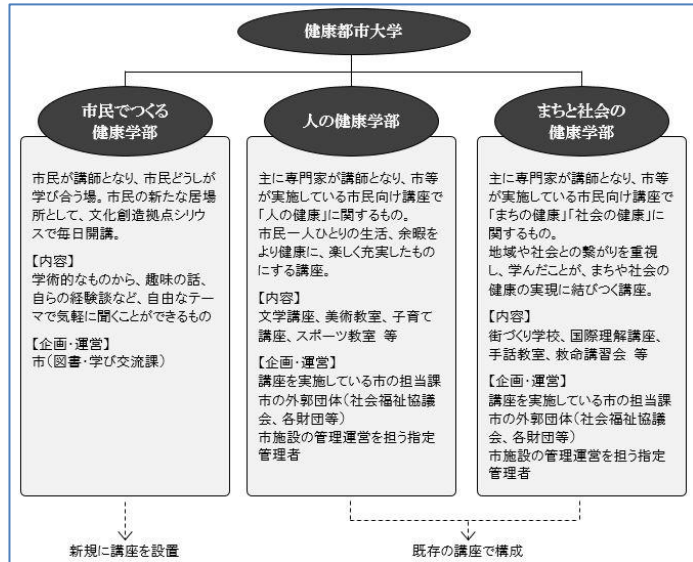 健康都市大学
市民でつくる
健康学部
市民が講師となり、市民どうしが
学び合う場。市民の新たな居場
所として、文化創造拠点シリウ
スで毎日開講。
【内容】
学術的なものから、趣味の話、
自らの経験談など、自由なテー
マで気軽に聞くことができるもの
【企画・運営】
市(図書・学び交流課)
新規に講座を設置
人の健康学部
主に専門家が講師となり、市等
が実施している市民向け講座で
「人の健康」に関するもの。
市民一人ひとりの生活、余暇を
より健康に、楽しく充実したもの
にする講座。
【内容】
文学講座、美術教室、子育て
講座、スポーツ教室 等
【企画・運営】
講座を実施している市の担当課
市の外郭団体(社会福祉協議
会、各財団等)
市施設の管理運営を担う指定
管理者
まちと社会の
健康学部
主に専門家が講師となり、市等
が実施している市民向け講座で
「まちの健康」「社会の健康」に
関するもの。
地域や社会との繋がりを重視
し、学んだことが、まちや社会の
健康の実現に結びつく講座。
【内容】
街づくり学校、国際理解講座、
手話教室、救命講習会 等
【企画・運営】
講座を実施している市の担当課
市の外郭団体(社会福祉協議
会、各財団等)
市施設の管理運営を担う指定
管理者
既存の講座で構成